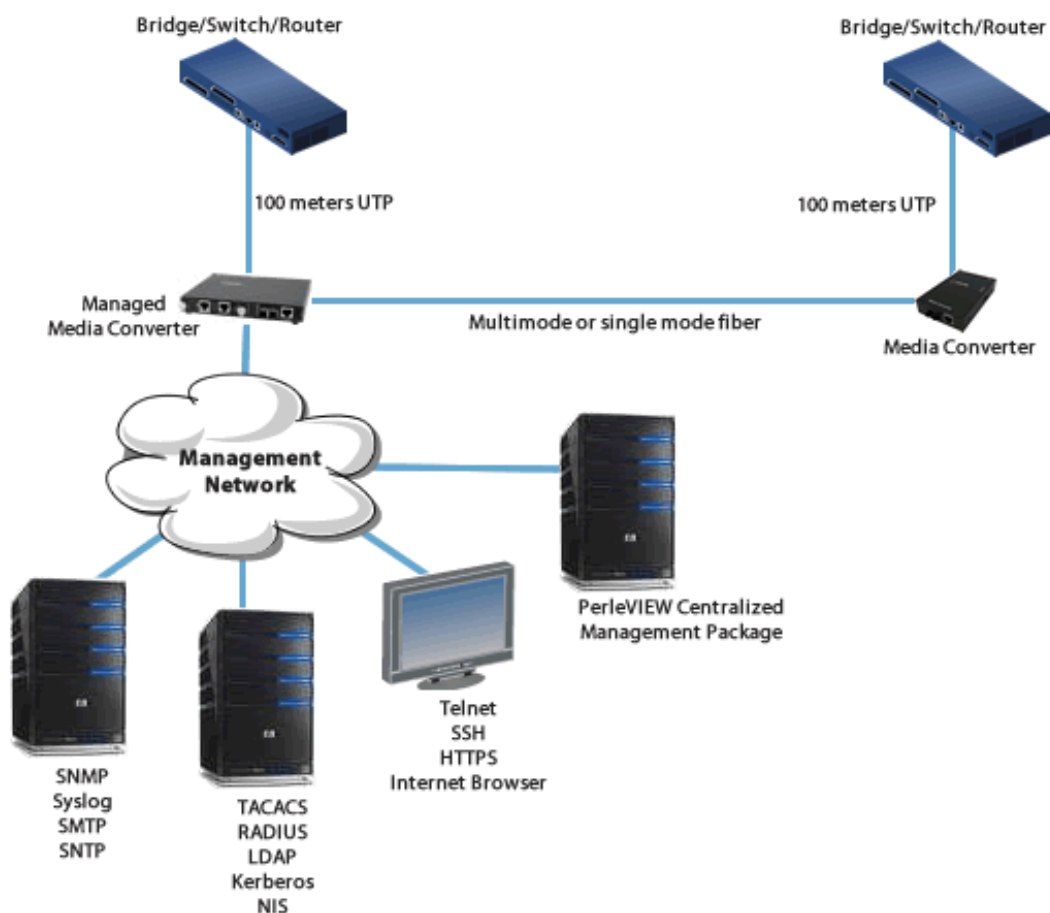 Bridge/Switch/Router
Bridge/Switch/Router
100 meters UTP
100 meters UTP
Managed
Media Converter
Multimode or single mode fiber
Media Converter
Management
Network
PerleVIEW Centralized
Management Package
Telnet
SSH
HTTPS
Internet Browser
SNMP
Syslog
SMTP
SNTP
TACACS
RADIUS
LDAP
Kerberos
NIS